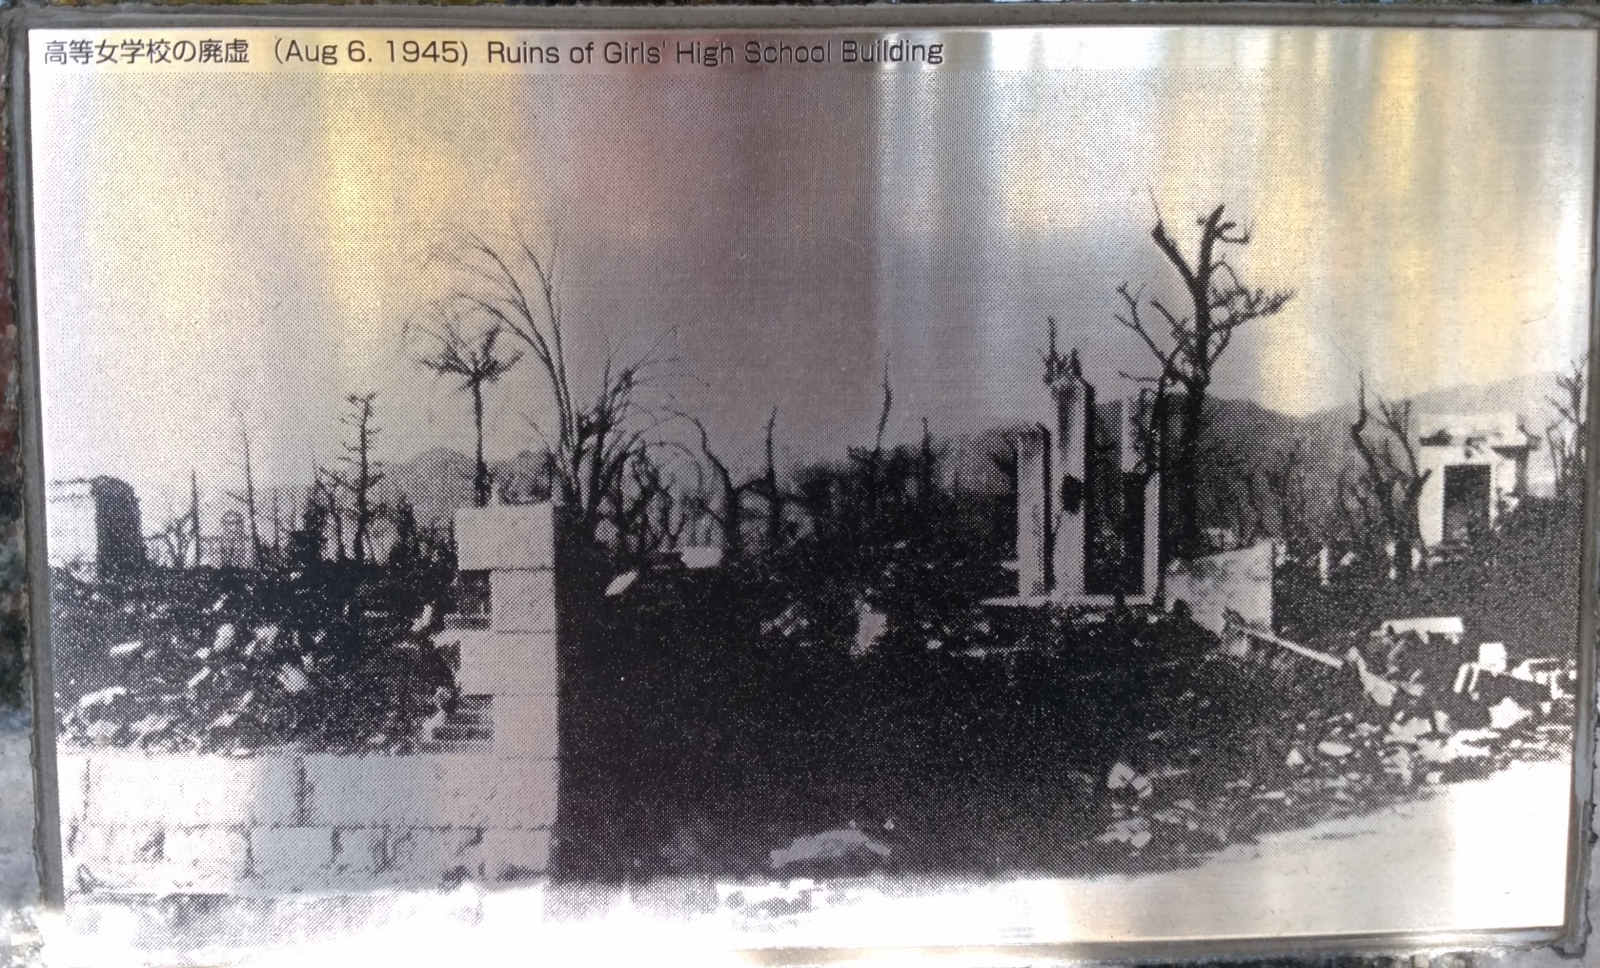 高等女学校の廃虚 （Aug 6. 1945) Ruins of Girls' High School Building